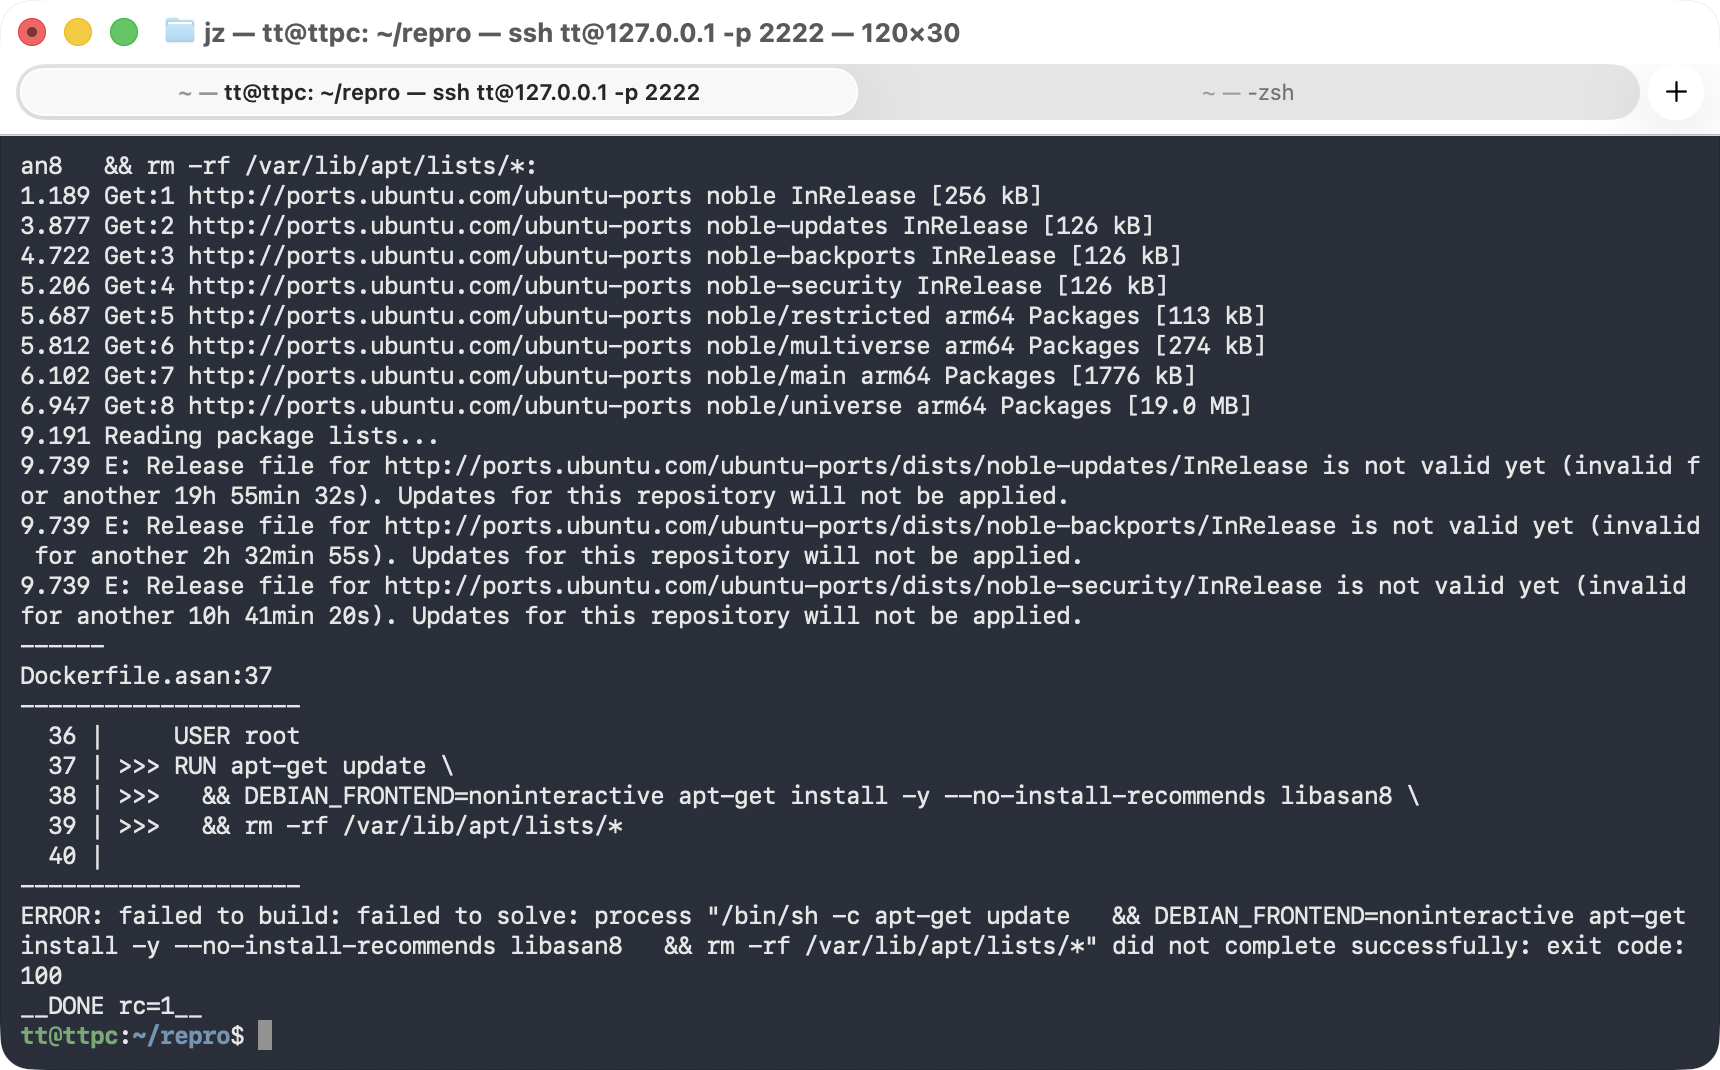 jz — tt@ttpc: ~/repro — ssh tt@127.0.0.1 -p 2222 — 120×30
~ — tt@ttpc: ~/repro — ssh tt@127.0.0.1 -p 2222
~ — -zsh
+
an8   && rm -rf /var/lib/apt/lists/*:
1.189 Get:1 http://ports.ubuntu.com/ubuntu-ports noble InRelease [256 kB]
3.877 Get:2 http://ports.ubuntu.com/ubuntu-ports noble-updates InRelease [126 kB]
4.722 Get:3 http://ports.ubuntu.com/ubuntu-ports noble-backports InRelease [126 kB]
5.206 Get:4 http://ports.ubuntu.com/ubuntu-ports noble-security InRelease [126 kB]
5.687 Get:5 http://ports.ubuntu.com/ubuntu-ports noble/restricted arm64 Packages [113 kB]
5.812 Get:6 http://ports.ubuntu.com/ubuntu-ports noble/multiverse arm64 Packages [274 kB]
6.102 Get:7 http://ports.ubuntu.com/ubuntu-ports noble/main arm64 Packages [1776 kB]
6.947 Get:8 http://ports.ubuntu.com/ubuntu-ports noble/universe arm64 Packages [19.0 MB]
9.191 Reading package lists...
9.739 E: Release file for http://ports.ubuntu.com/ubuntu-ports/dists/noble-updates/InRelease is not valid yet (invalid f
or another 19h 55min 32s). Updates for this repository will not be applied.
9.739 E: Release file for http://ports.ubuntu.com/ubuntu-ports/dists/noble-backports/InRelease is not valid yet (invalid
 for another 2h 32min 55s). Updates for this repository will not be applied.
9.739 E: Release file for http://ports.ubuntu.com/ubuntu-ports/dists/noble-security/InRelease is not valid yet (invalid
for another 10h 41min 20s). Updates for this repository will not be applied.
------
Dockerfile.asan:37
--------------------
  36 |     USER root
  37 | >>> RUN apt-get update \
  38 | >>>   && DEBIAN_FRONTEND=noninteractive apt-get install -y --no-install-recommends libasan8 \
  39 | >>>   && rm -rf /var/lib/apt/lists/*
  40 |
--------------------
ERROR: failed to build: failed to solve: process "/bin/sh -c apt-get update   && DEBIAN_FRONTEND=noninteractive apt-get
install -y --no-install-recommends libasan8   && rm -rf /var/lib/apt/lists/*" did not complete successfully: exit code:
100
__DONE rc=1__
tt@ttpc:~/repro$